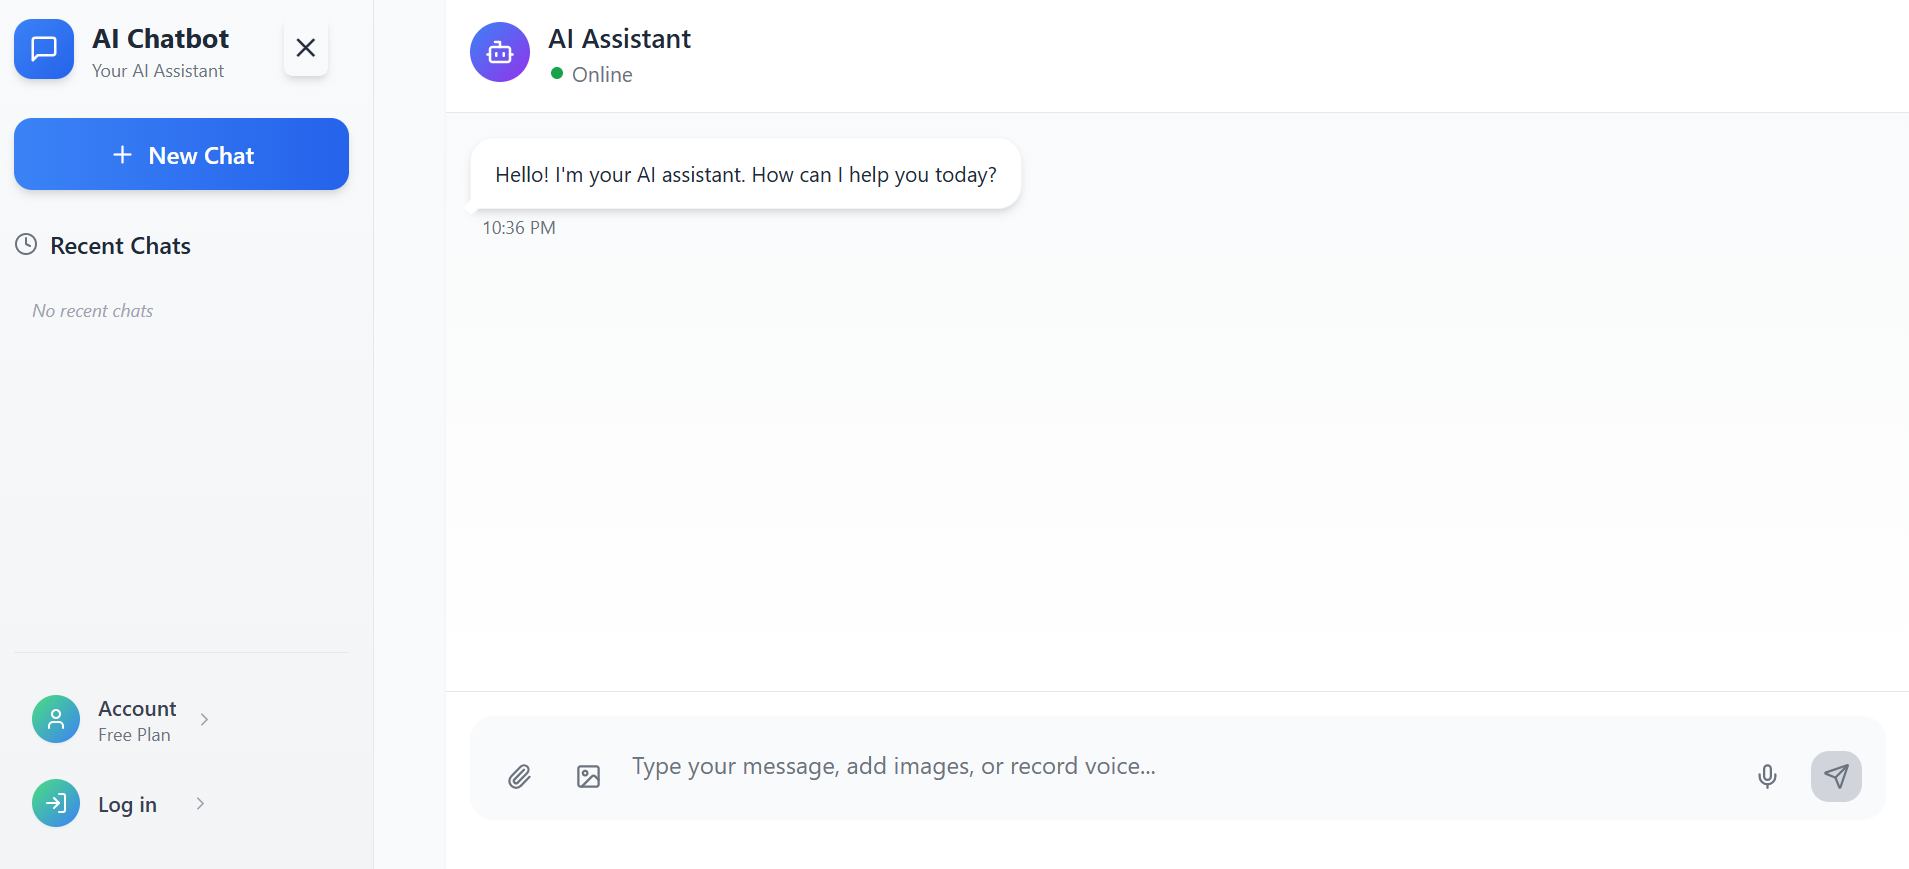 AI Chatbot
Your AI Assistant
New Chat
Recent Chats
No recent chats
Account
Free Plan
Log in
AI Assistant
Online
Hello! I'm your AI assistant. How can I help you today?
10:36 PM
Type your message, add images, or record voice...